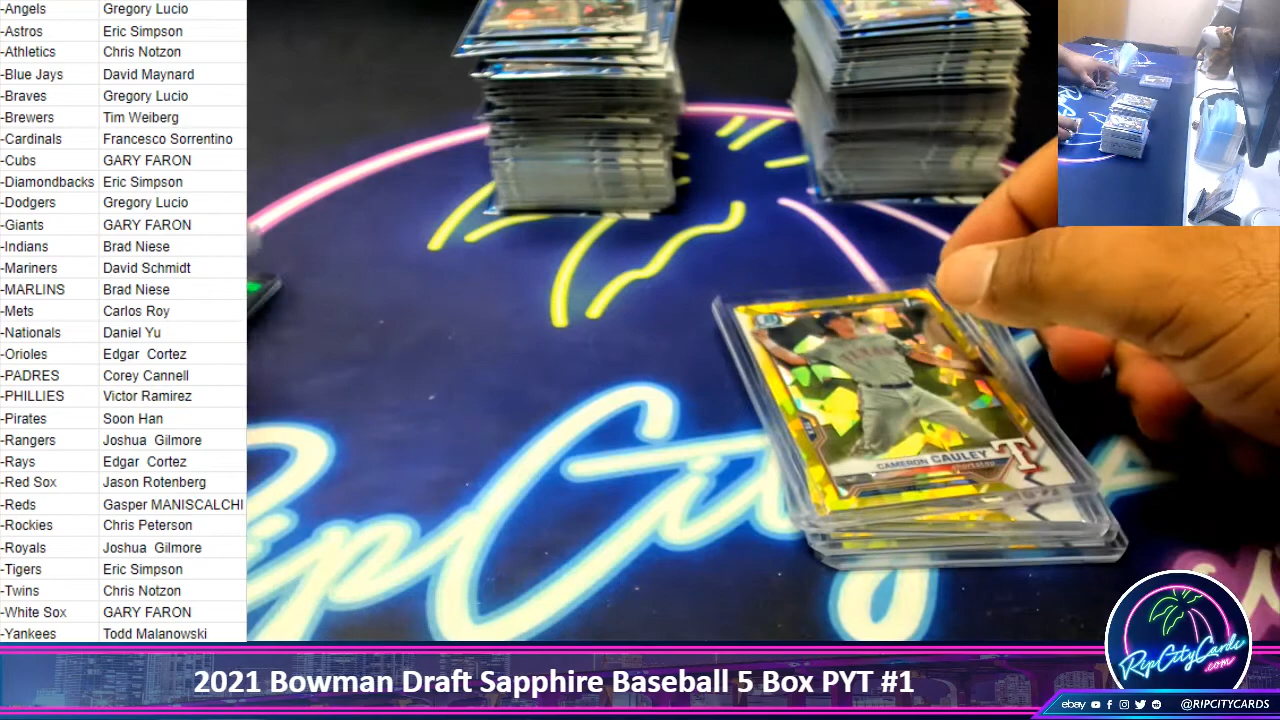 -Angels Gregory Lucio
-Astros Eric Simpson
-Athletics Chris Notzon
-Blue Jays David Maynard
-Braves Gregory Lucio
-Brewers Tim Weiberg
-Cardinals Francesco Sorrentino
-Cubs GARY FARON
-Diamondbacks Eric Simpson
-Dodgers Gregory Lucio
-Giants GARY FARON
-Indians Brad Niese
-Mariners David Schmidt
-MARLINS Brad Niese
-Mets Carlos Roy
-Nationals Daniel Yu
-Orioles Edgar Cortez
-PADRES Corey Cannell
-PHILLIES Victor Ramirez
-Pirates Soon Han
-Rangers Joshua Gilmore
-Rays Edgar Cortez
-Red Sox Jason Rotenberg
-Reds Gasper MANISCALCHI
-Rockies Chris Peterson
-Royals Joshua Gilmore
-Tigers Eric Simpson
-Twins Chris Notzon
-White Sox GARY FARON
-Yankees Todd Malanowski
CAMERON CAULEY
SHORTSTOP
T
RipCity
2021 Bowman Draft Sapphire Baseball 5 Box PYT #1
RipCityCards
.com
ebay @RIPCITYCARDS